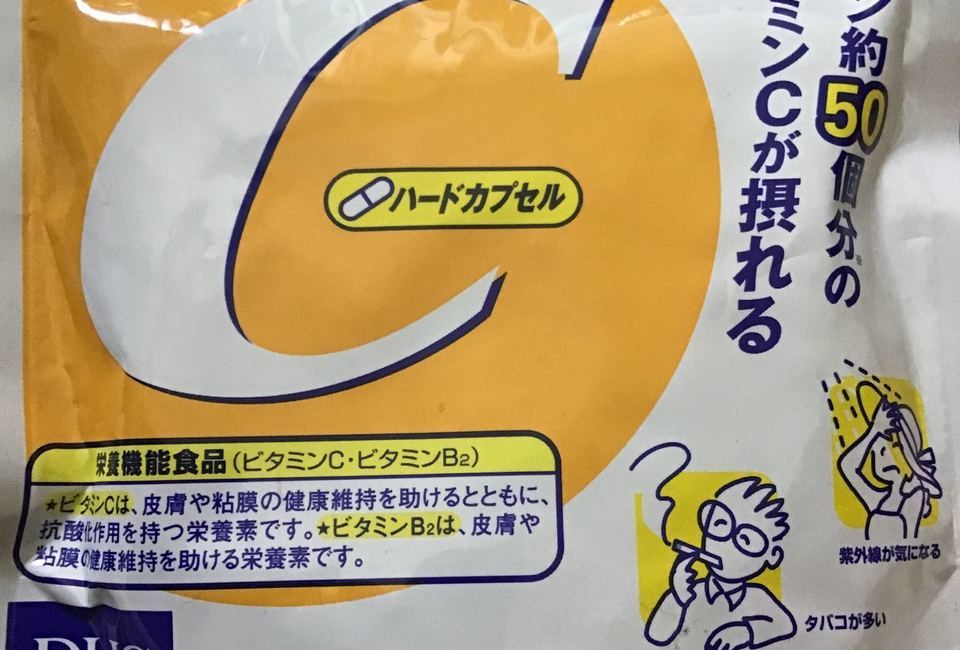 C
ン約50個分の
ミンCが摂れる
ハードカプセル
栄養機能食品(ビタミンC・ビタミンB2)
★ビタミンCは、皮膚や粘膜の健康維持を助けるとともに、
抗酸化作用を持つ栄養素です。★ビタミンB2は、皮膚や
粘膜の健康維持を助ける栄養素です。
紫外線が気になる
タバコが多い
DHC